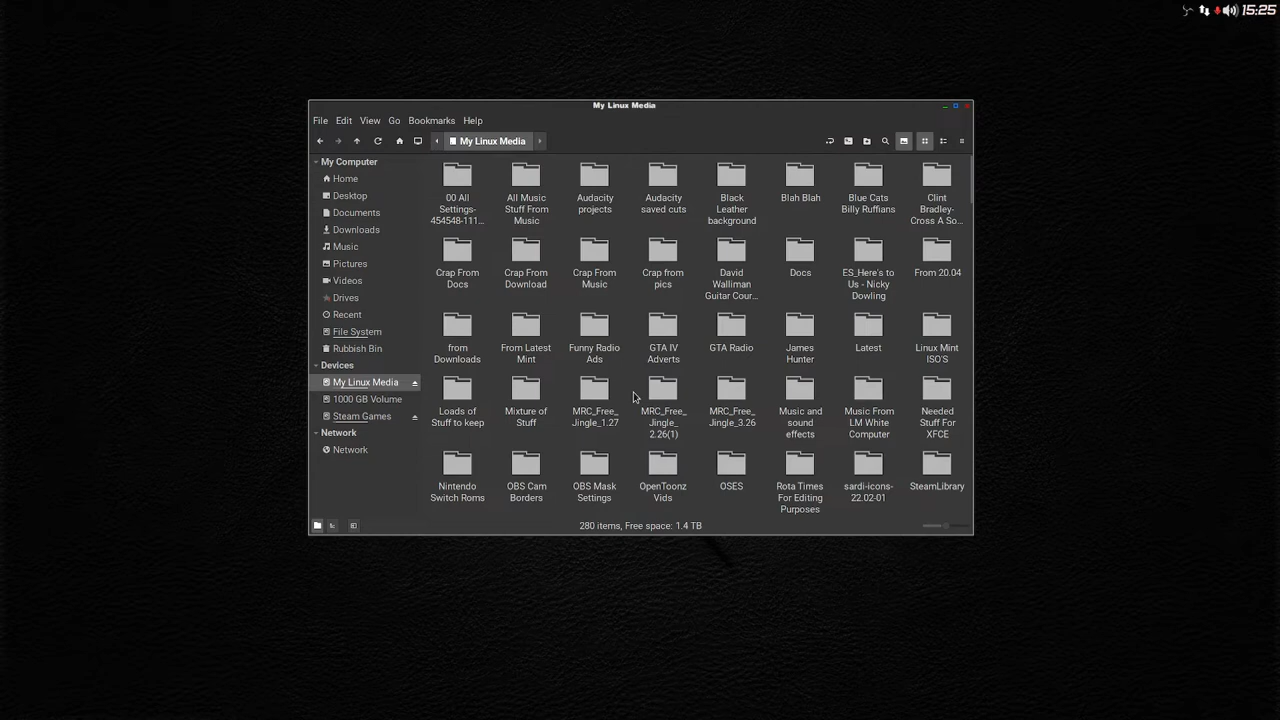 15:25
My Linux Media
File Edit View Go Bookmarks Help
My Linux Media
My Computer
Home
Desktop
Documents
Downloads
Music
Pictures
Videos
Drives
Recent
File System
Rubbish Bin
Devices
My Linux Media
1000 GB Volume
Steam Games
Network
Network
00 All
Settings-
454548-111...
All Music
Stuff From
Music
Audacity
projects
Audacity
saved cuts
Black
Leather
background
Blah Blah
Blue Cats
Billy Ruffians
Clint
Bradley-
Cross A So...
Crap From
Docs
Crap From
Download
Crap From
Music
Crap from
pics
David
Walliman
Guitar Cour...
Docs
ES_Here's to
Us - Nicky
Dowling
From 20.04
from
Downloads
From Latest
Mint
Funny Radio
Ads
GTA IV
Adverts
GTA Radio
James
Hunter
Latest
Linux Mint
ISO'S
Loads of
Stuff to keep
Mixture of
Stuff
MRC_Free_
Jingle_1.27
MRC_Free_
Jingle_
2.26(1)
MRC_Free_
Jingle_3.26
Music and
sound
effects
Music From
LM White
Computer
Needed
Stuff For
XFCE
Nintendo
Switch Roms
OBS Cam
Borders
OBS Mask
Settings
OpenToonz
Vids
OSES
Rota Times
For Editing
Purposes
sardi-icons-
22.02-01
SteamLibrary
280 items, Free space: 1.4 TB